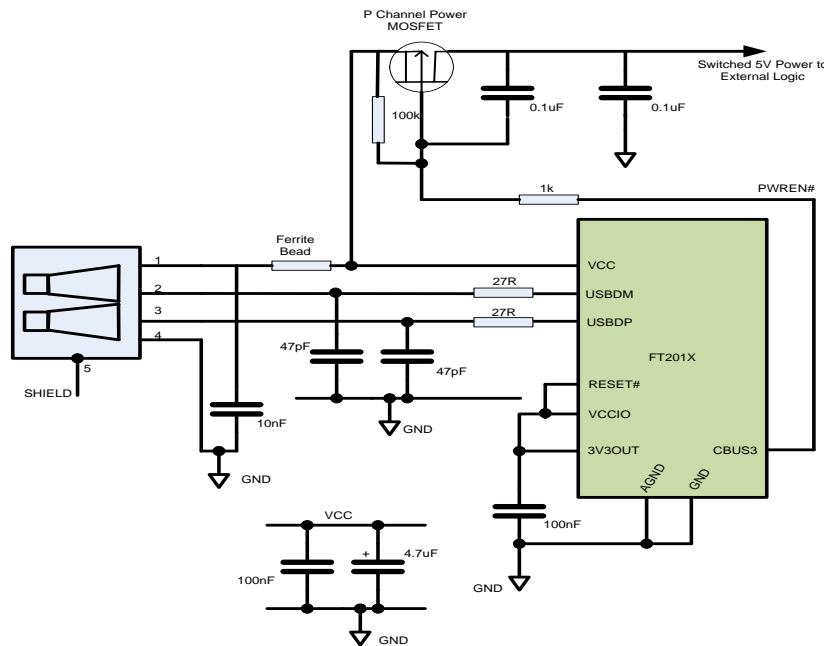 P Channel Power
MOSFET
Switched 5V Power to
External Logic
0.1uF
0.1uF
100k
1k
PWREN#
Ferrite
Bead
1
VCC
2
27R
USBDM
3
27R
USBDP
4
47pF
47pF
FT201X
5
SHIELD
RESET#
10nF
VCCIO
GND
3V3OUT
CBUS3
GND
AGND
GND
VCC
100nF
100nF
+
4.7uF
GND
GND